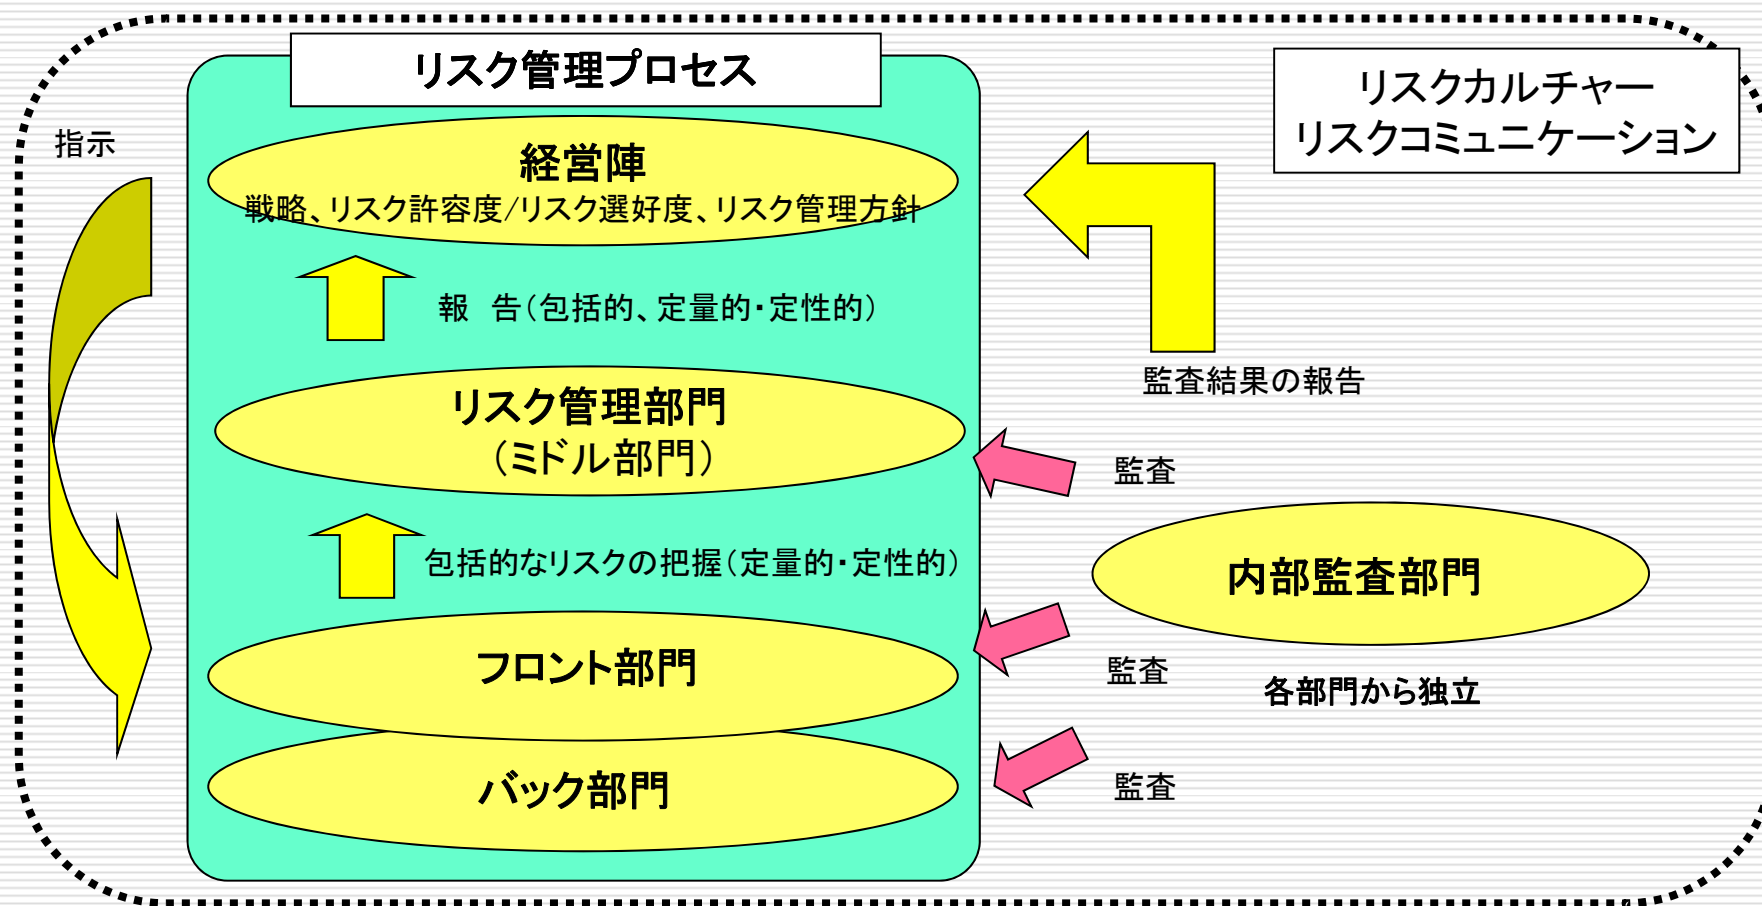 リスク管理プロセス
リスクカルチャー
リスクコミュニケーション
指示
経営陣
戦略、リスク許容度/リスク選好度、リスク管理方針
報　告(包括的、定量的・定性的)
監査結果の報告
リスク管理部門
(ミドル部門)
監査
包括的なリスクの把握(定量的・定性的)
内部監査部門
フロント部門
監査
各部門から独立
バック部門
監査